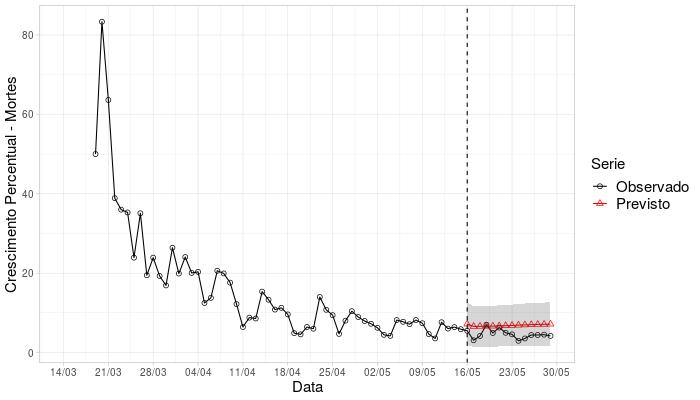 Crescimento Percentual - Mortes
80
60
40
20
0
14/03 21/03 28/03 04/04 11/04 18/04 25/04 02/05 09/05 16/05 23/05 30/05
Data
Serie
Observado
Previsto